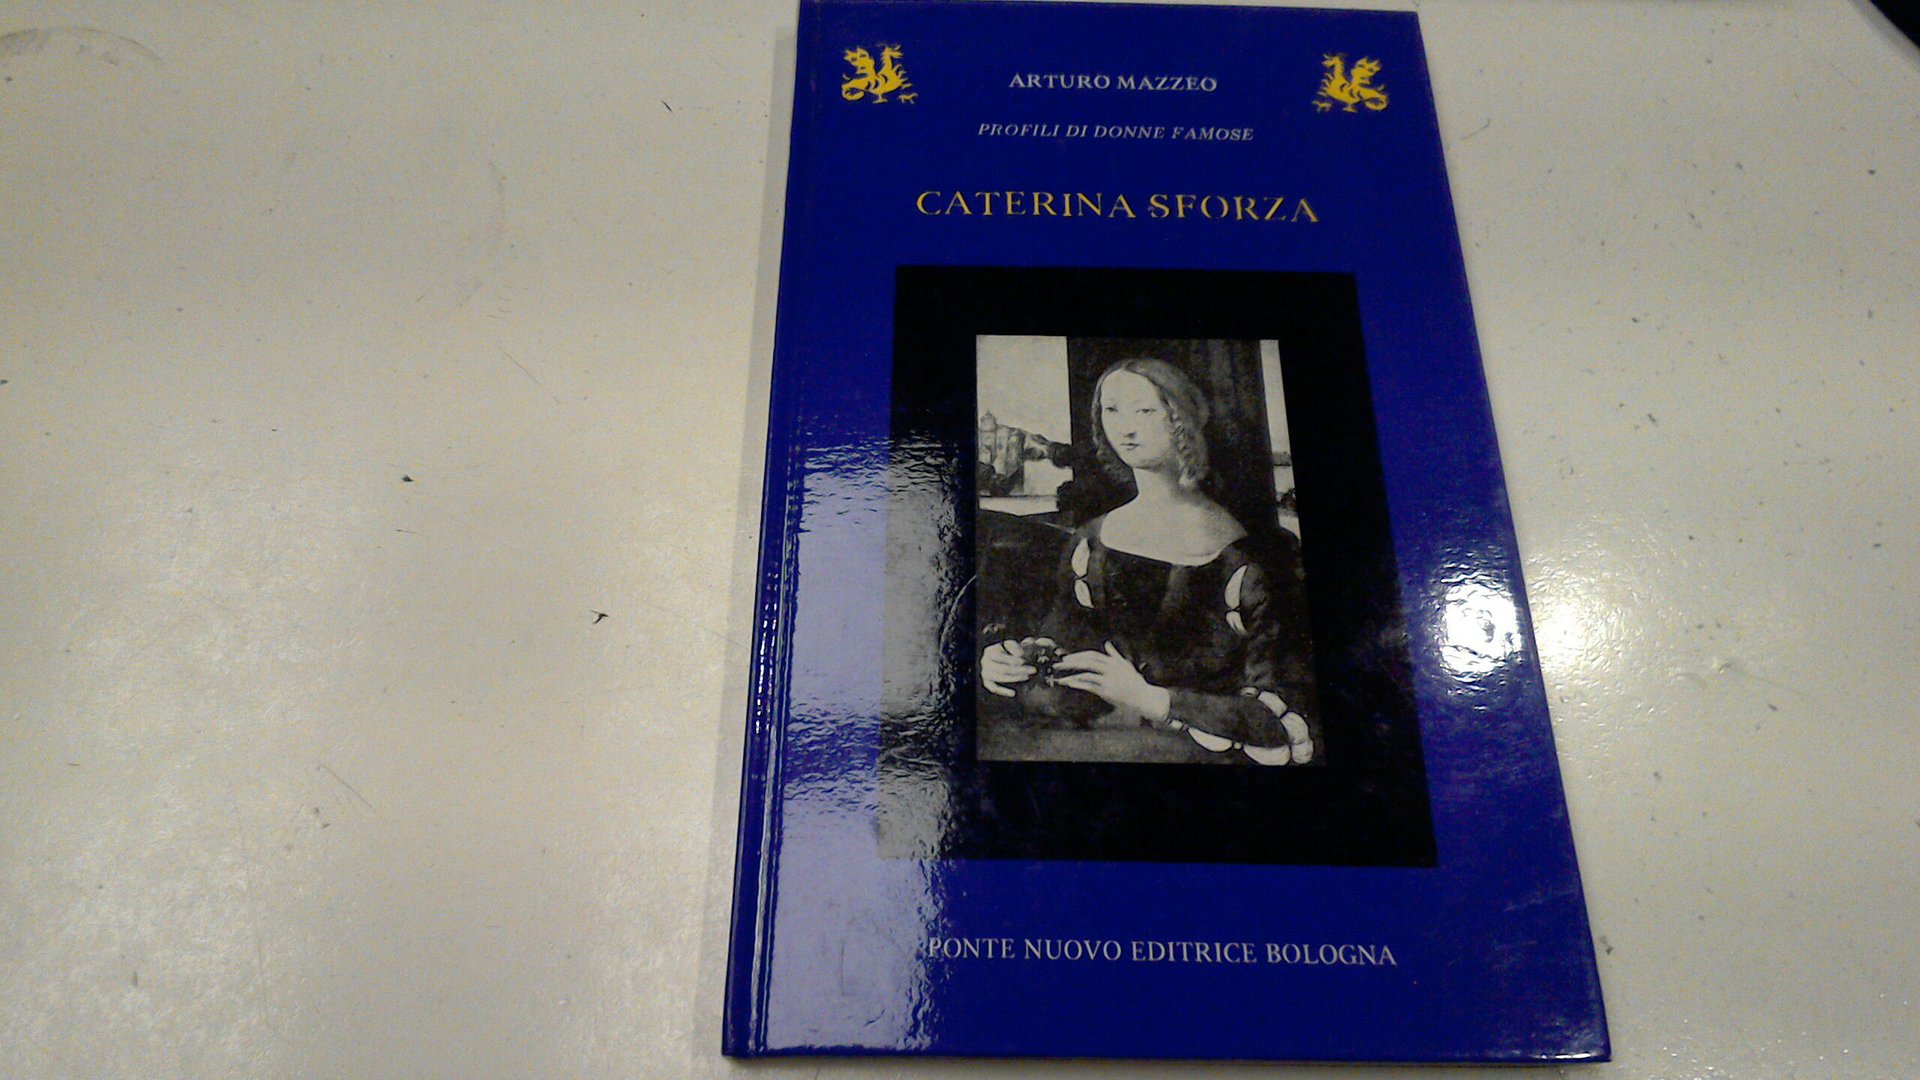 ARTURO MAZZEO
PROFILI DI DONNE FAMOSE
CATERINA SFORZA
PONTE NUOVO EDITRICE BOLOGNA